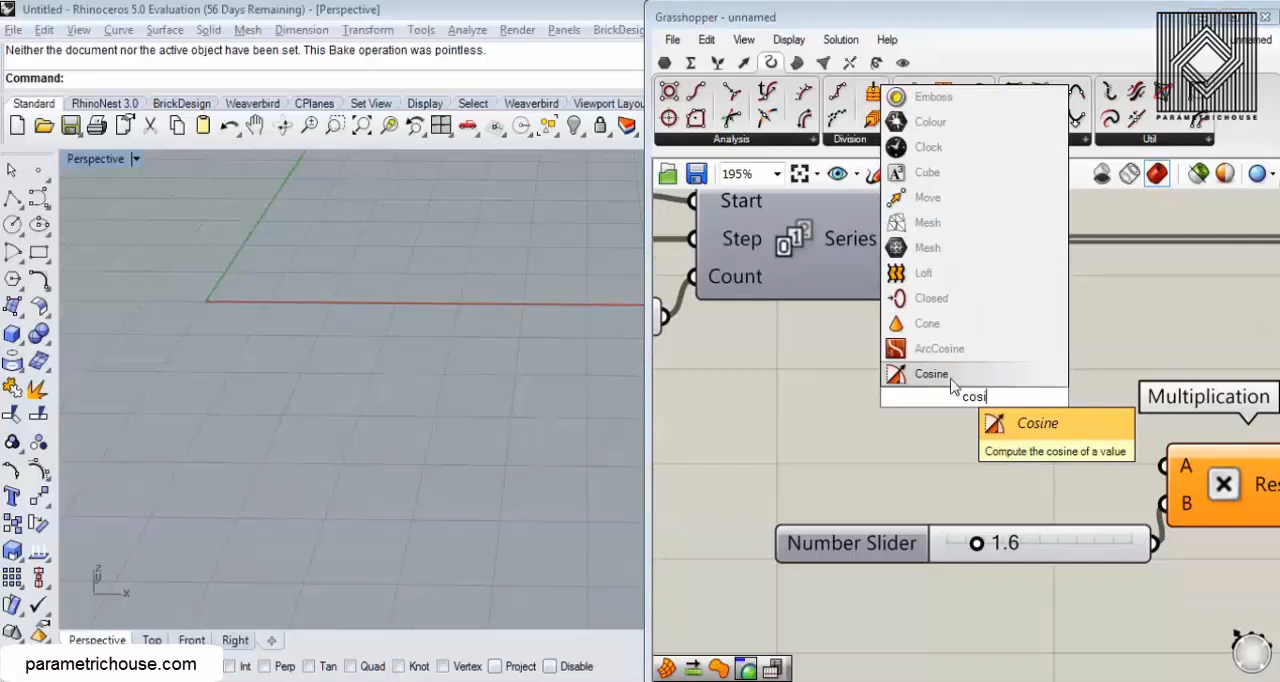 Untitled - Rhinoceros 5.0 Evaluation (56 Days Remaining) - [Perspective]
File Edit View Curve Surface Solid Mesh Dimension Transform Tools Analyze Render Panels BrickDesign
Neither the document nor the active object have been set. This Bake operation was pointless.
Command:
Standard RhinoNest 3.0 BrickDesign Weaverbird CPlanes Set View Display Select Weaverbird Viewport Layou
Perspective
z
y
x
Perspective Top Front Right
Int Perp Tan Quad Knot Vertex Project Disable
parametrichouse.com
Grasshopper - unnamed
File Edit View Display Solution Help
unnamed
PARAMETRICHOUSE
Analysis Division Util
195%
Start
Step Series
Count
Emboss
Colour
Clock
Cube
Move
Mesh
Mesh
Loft
Closed
Cone
ArcCosine
Cosine
cosi
Cosine
Compute the cosine of a value
Multiplication
A
B
Res
Number Slider 1.6